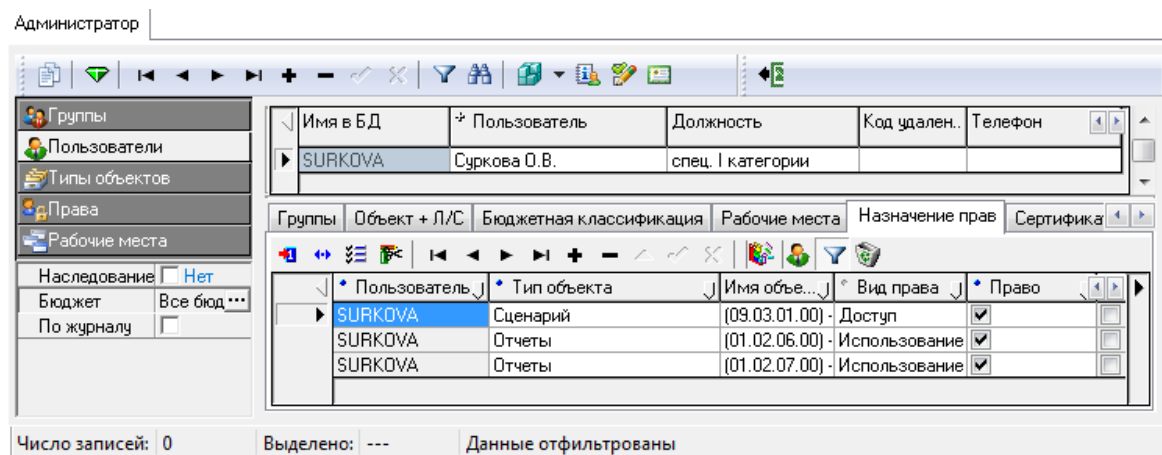 Администратор
Группы
Пользователи
Типы объектов
Права
Рабочие места
Наследование Нет
Бюджет Все бюд ...
По журналу
Имя в БД Пользователь Должность Код удален.. Телефон
SURKOVA Суркова О.В. спец. I категории
Группы Объект + Л/С Бюджетная классификация Рабочие места Назначение прав Сертифика
Пользователь Тип объекта Имя объе... Вид права Право
SURKOVA Сценарий (09.03.01.00) - Доступ
SURKOVA Отчеты (01.02.06.00) - Использование
SURKOVA Отчеты (01.02.07.00) - Использование
Число записей: 0 Выделено: --- Данные отфильтрованы